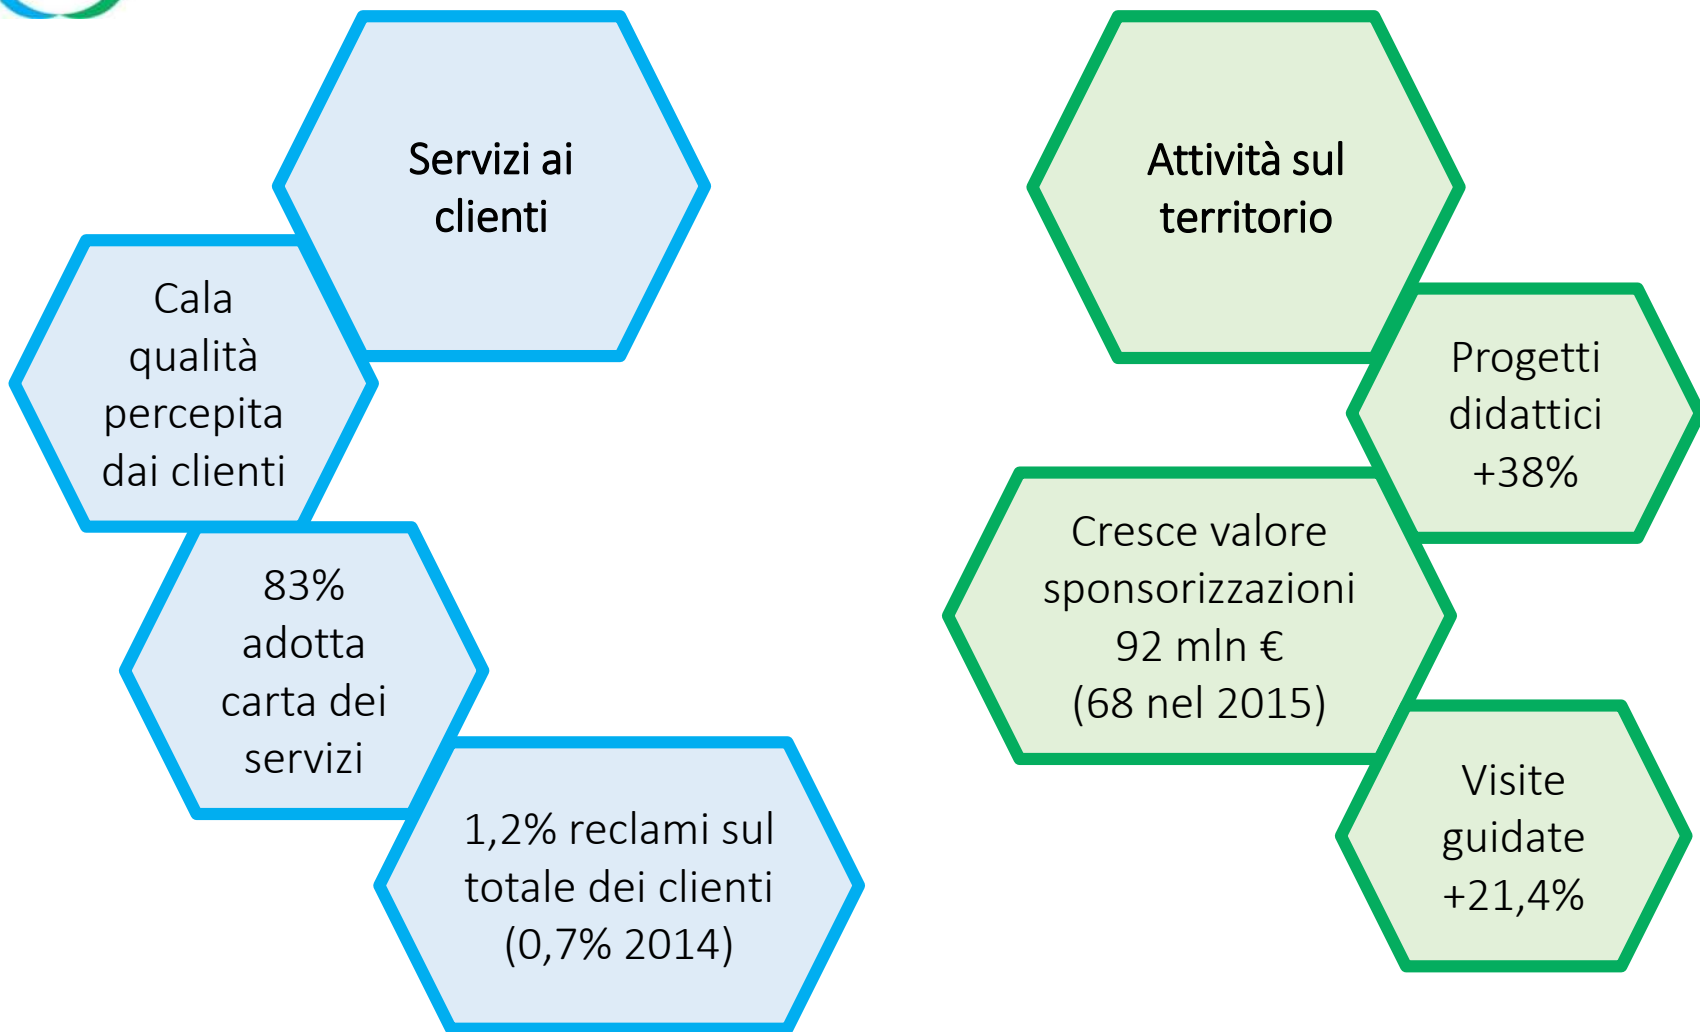 Servizi ai
clienti
Cala
qualità
percepita
dai clienti
83%
adotta
carta dei
servizi
1,2% reclami sul
totale dei clienti
(0,7% 2014)
Attività sul
territorio
Progetti
didattici
+38%
Cresce valore
sponsorizzazioni
92 mln €
(68 nel 2015)
Visite
guidate
+21,4%